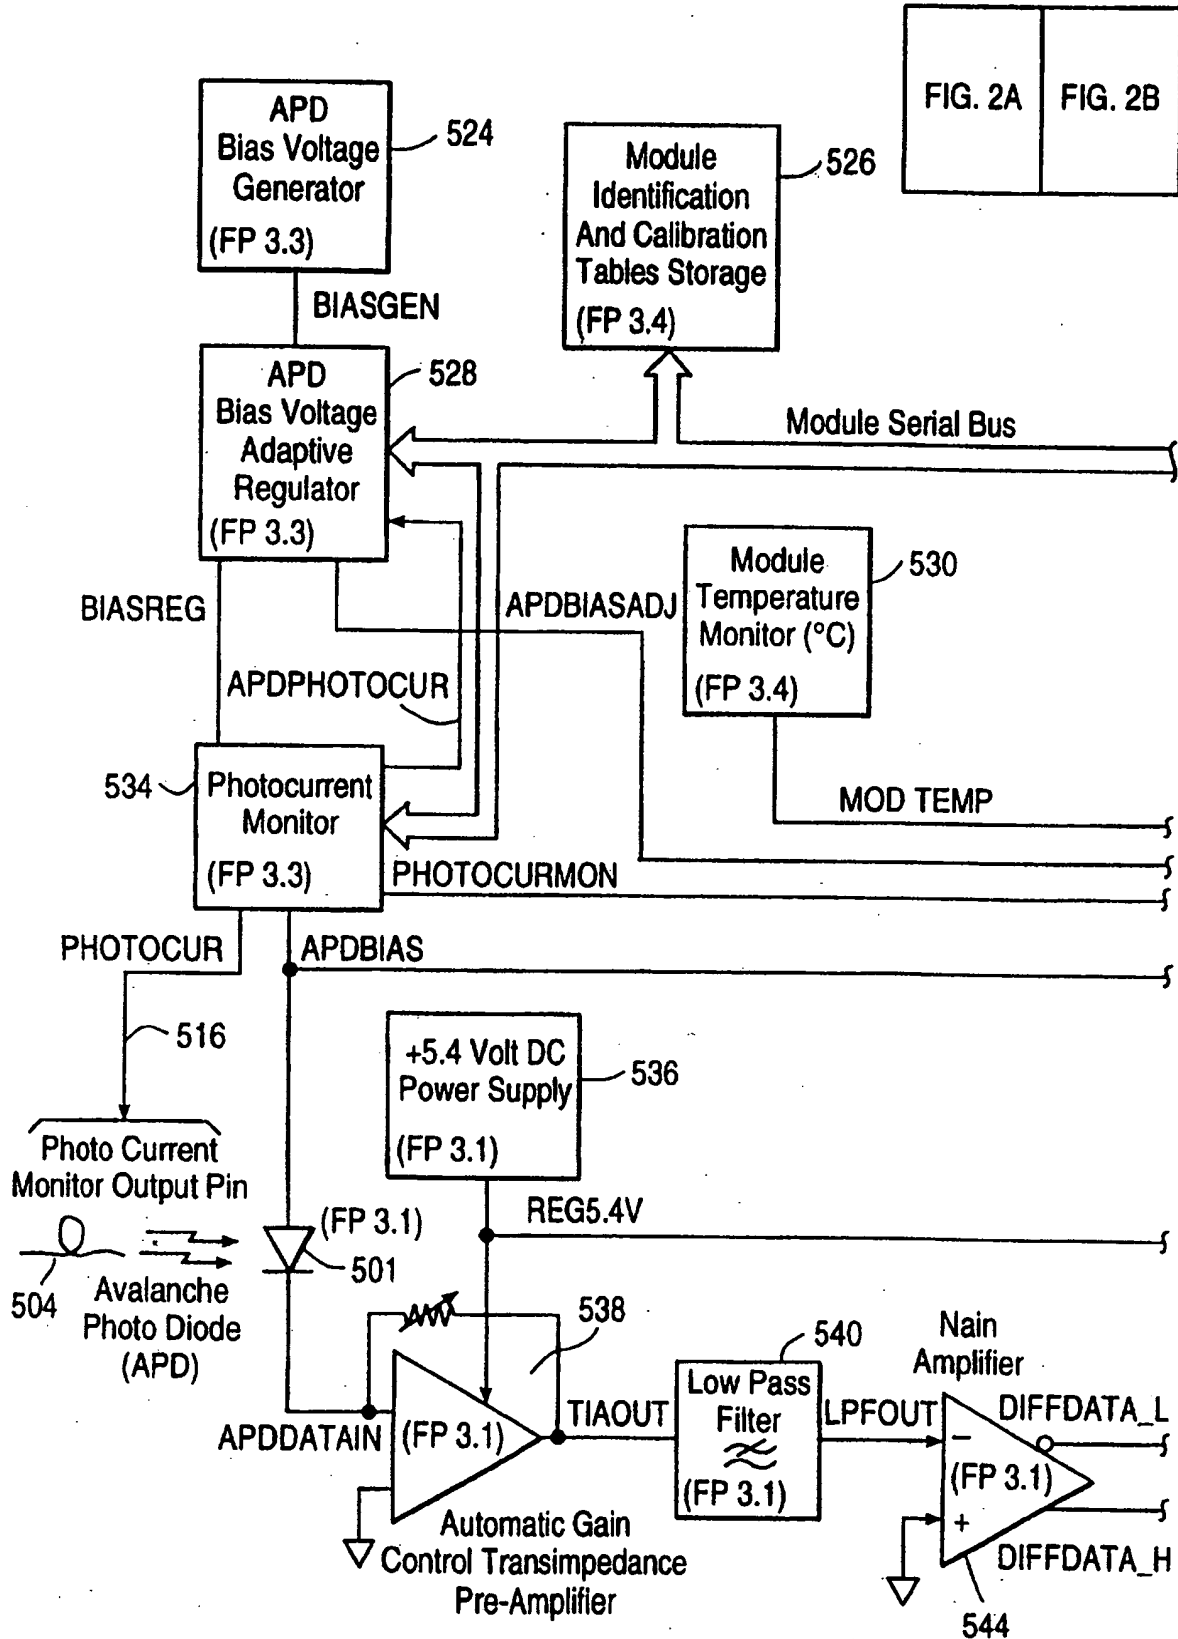 FIG. 2A
FIG. 2B
APD
Bias Voltage
Generator
(FP 3.3)
524
Module
Identification
And Calibration
Tables Storage
(FP 3.4)
526
BIASGEN
APD
Bias Voltage
Adaptive
Regulator
(FP 3.3)
528
Module Serial Bus
Module
Temperature
Monitor (°C)
(FP 3.4)
530
BIASREG
APDBIASADJ
APDPHOTOCUR
534
Photocurrent
Monitor
(FP 3.3)
MOD TEMP
PHOTOCURMON
PHOTOCUR
APDBIAS
516
+5.4 Volt DC
Power Supply
(FP 3.1)
536
Photo Current
Monitor Output Pin
REG5.4V
(FP 3.1)
501
504
Avalanche
Photo Diode
(APD)
538
540
Nain
Amplifier
Low Pass
Filter
(FP 3.1)
APDDATAIN
(FP 3.1)
TIAOUT
LPFOUT
DIFFDATA_L
−
(FP 3.1)
+
DIFFDATA_H
Automatic Gain
Control Transimpedance
Pre-Amplifier
544